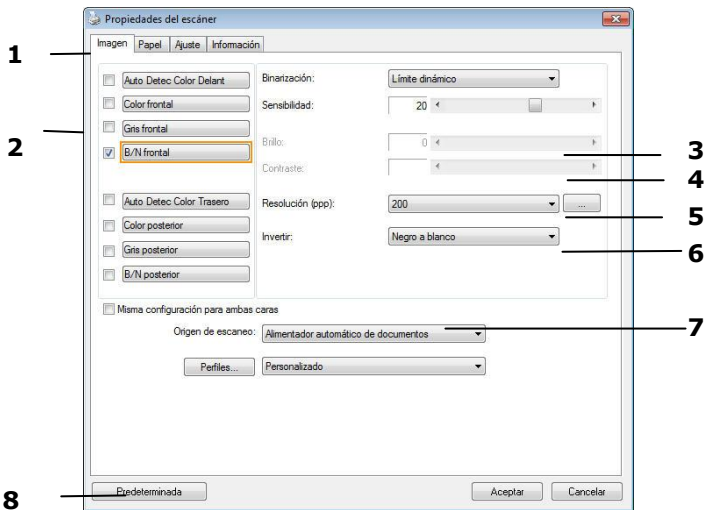 Propiedades del escáner
Imagen Papel Ajuste Información
1
Auto Detec Color Delant
Color frontal
Gris frontal
B/N frontal
Auto Detec Color Trasero
Color posterior
Gris posterior
B/N posterior
2
Binarización: Límite dinámico
Sensibilidad: 20
Brillo: 0
3
Contraste:
4
Resolución (ppp): 200 ...
5
Invertir: Negro a blanco
6
Misma configuración para ambas caras
Origen de escaneo: Alimentador automático de documentos
7
Perfiles... Personalizado
8
Predeterminada Aceptar Cancelar